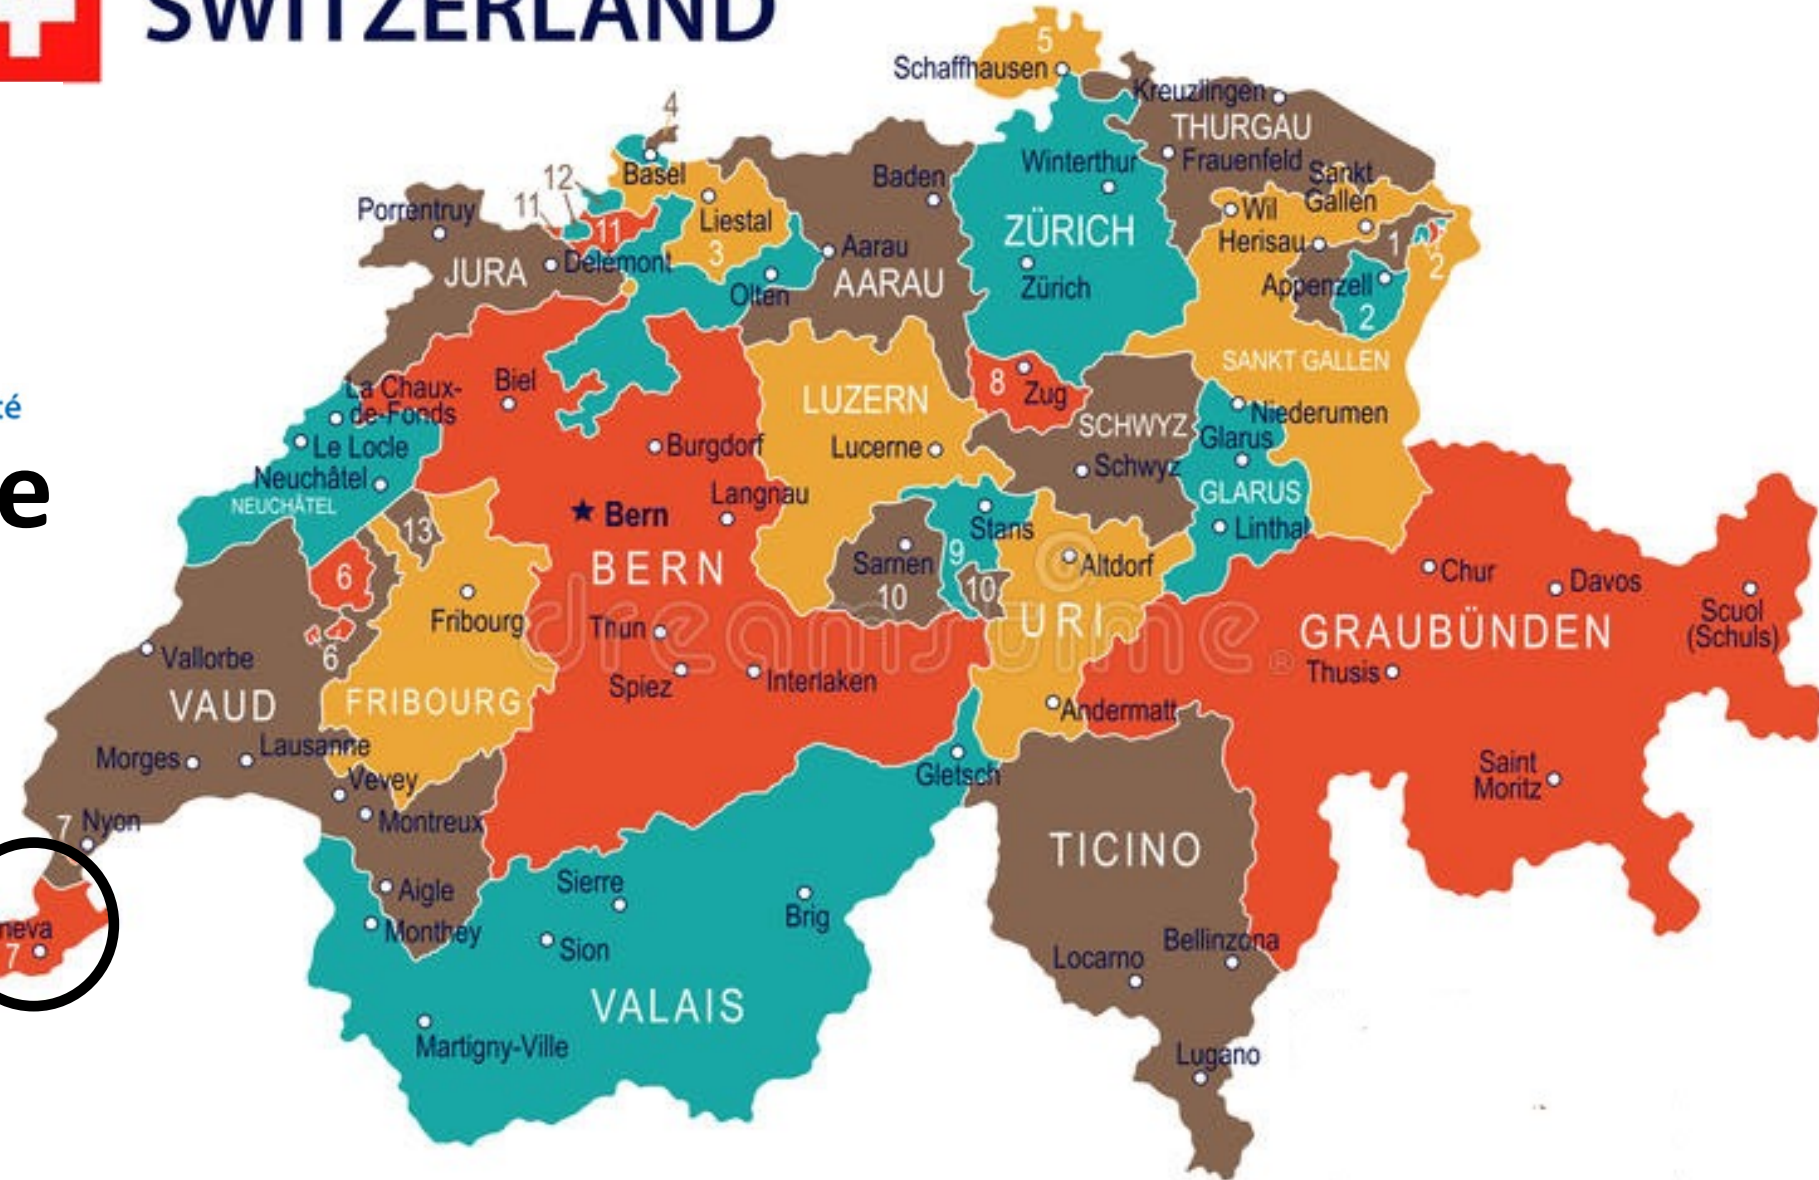 SWITZERLAND
5
Schaffhausen
4
Kreuzlingen
THURGAU
Winterthur
Frauenfeld
Basel
Baden
Sankt
Gallen
12
11
Porrentruy
11
Liestal
3
Wil
Herisau
1
2
ZÜRICH
Aarau
JURA
Delémont
AARAU
Olten
Zürich
Appenzell
2
SANKT GALLEN
8
Zug
La Chaux-
de-Fonds
Biel
LUZERN
té
Niederumen
SCHWYZ
Glarus
Le Locle
Burgdorf
Lucerne
Schwyz
Neuchâtel
NEUCHÂTEL
e
Langnau
GLARUS
Bern
13
Stans
Linthal
9
Sarnen
10
10
Altdorf
BERN
6
Chur
Davos
Scuol
(Schuls)
Fribourg
Thun
URI
GRAUBÜNDEN
dreamstime
®
6
Vallorbe
Spiez
Interlaken
Thusis
VAUD
FRIBOURG
Andermatt
Morges
Lausanne
Vevey
Gletsch
Saint
Moritz
7
Nyon
Montreux
TICINO
Aigle
Sierre
Brig
neva
7
Monthey
Sion
Locarno
Bellinzona
VALAIS
Martigny-Ville
Lugano